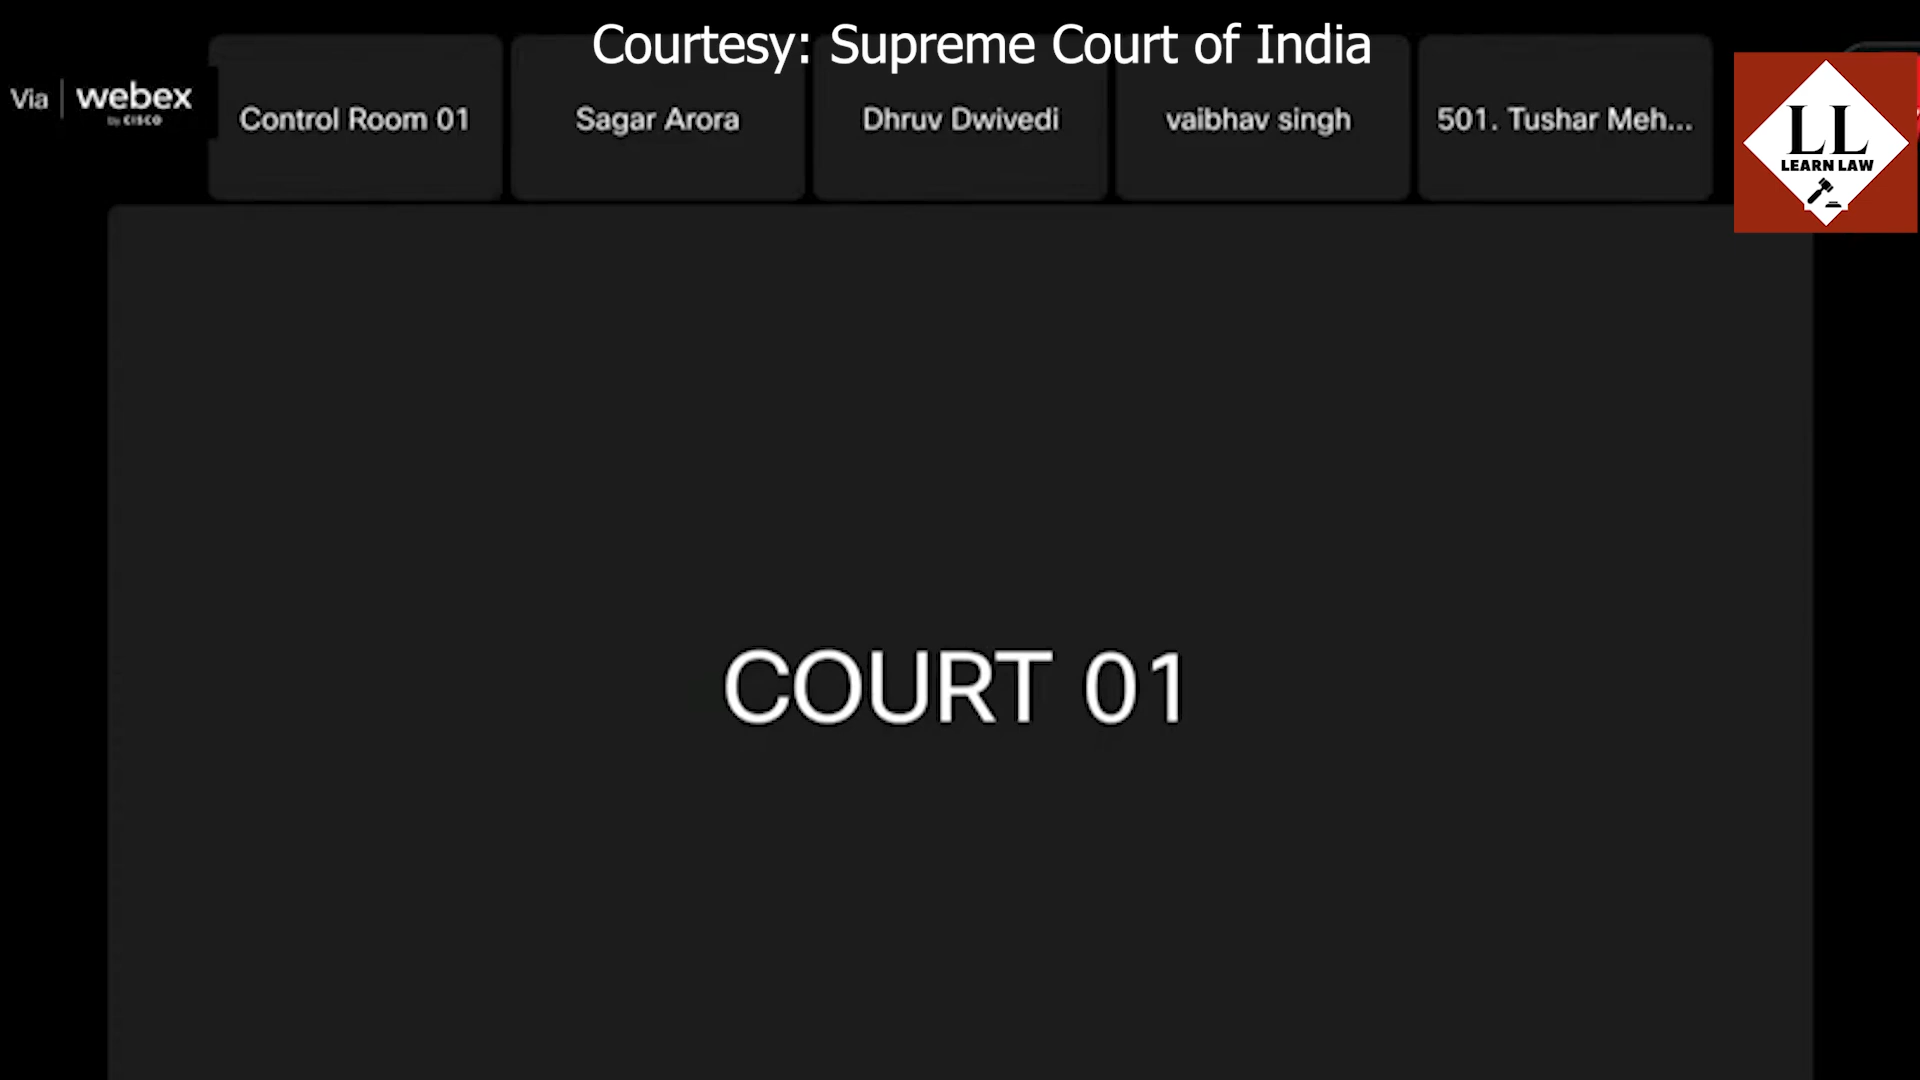 Courtesy: Supreme Court of India
Via webex
by CISCO
Control Room 01
Sagar Arora
Dhruv Dwivedi
vaibhav singh
501. Tushar Meh...
LL
LEARN LAW
COURT 01